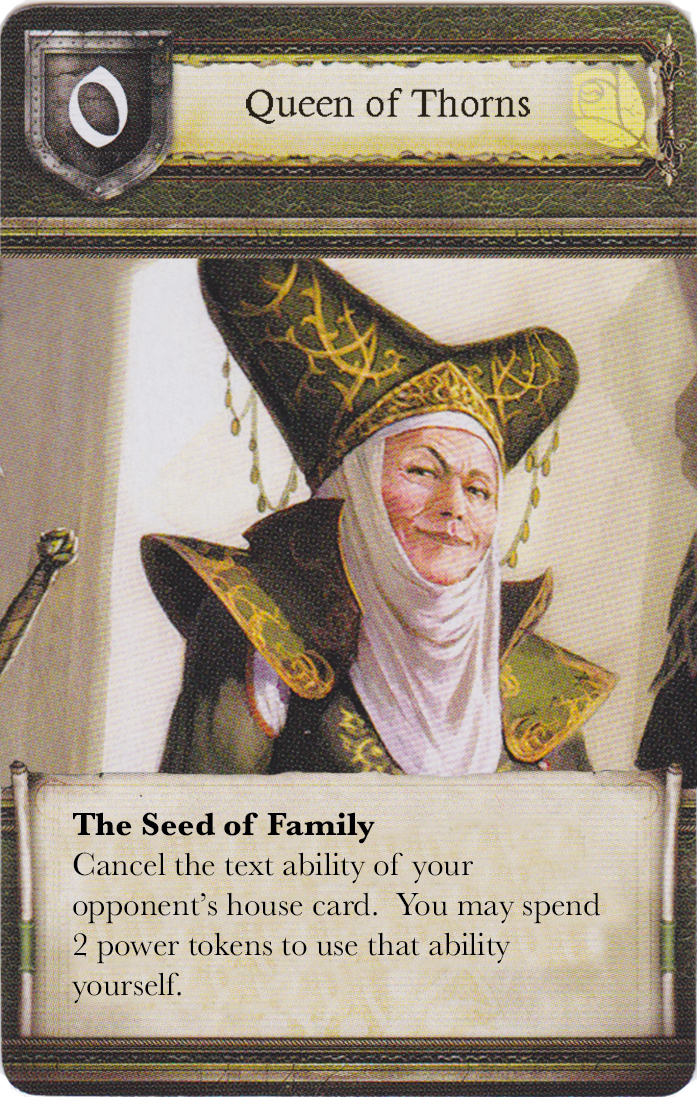 0
Queen of Thorns
The Seed of Family
Cancel the text ability of your
opponent's house card.  You may spend
2 power tokens to use that ability
yourself.